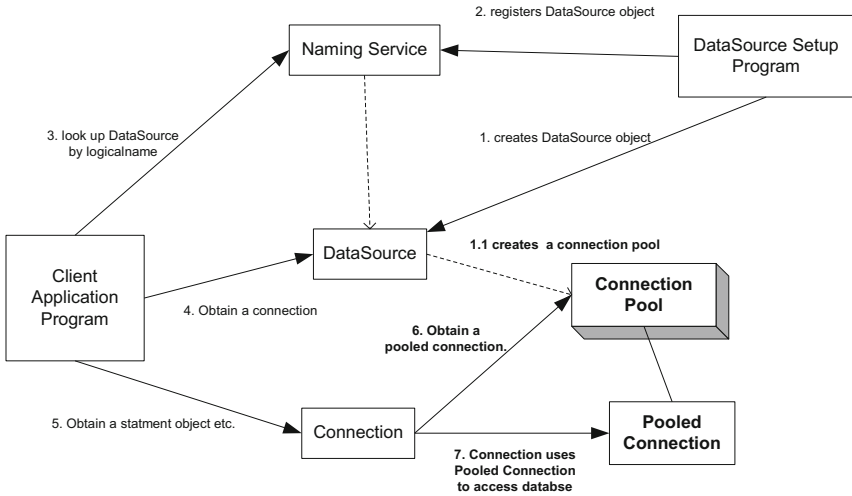 2. registers DataSource object
Naming Service
DataSource Setup
Program
3. look up DataSource
by logicalname
1. creates DataSource object
DataSource
1.1 creates a connection pool
Client
Application
Program
Connection
Pool
4. Obtain a connection
6. Obtain a
pooled connection.
5. Obtain a statment object etc.
Connection
Pooled
Connection
7. Connection uses
Pooled Connection
to access databse